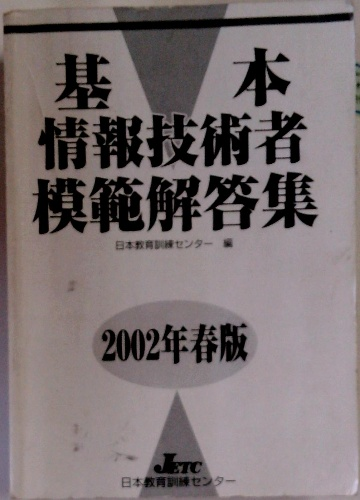 基本
情報技術者
模範解答集
日本教育訓練センター 編
2002年春版
JETC
日本教育訓練センター